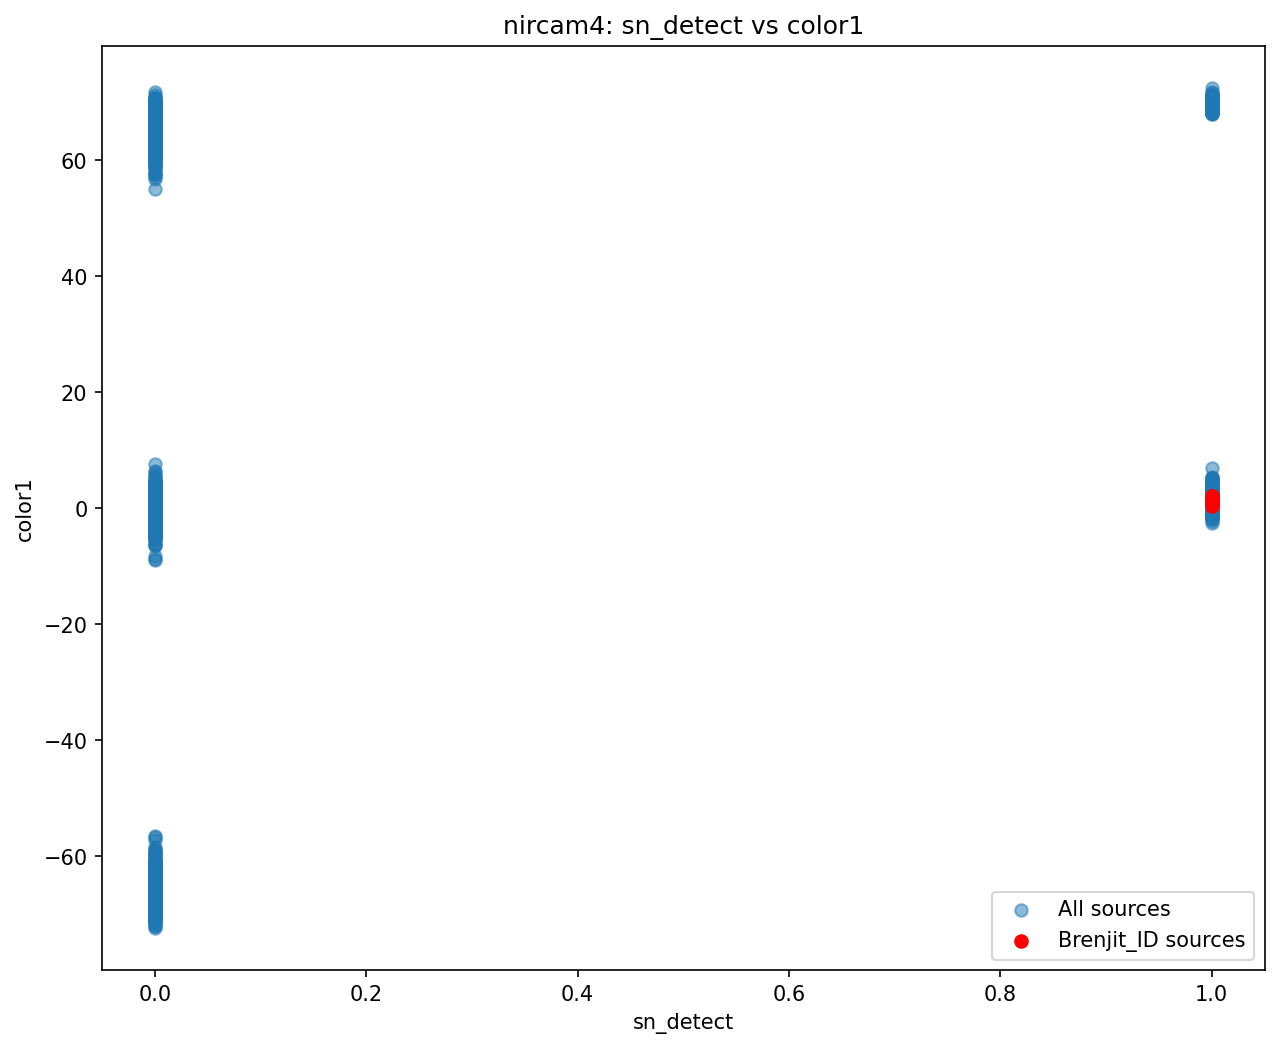 nircam4: sn_detect vs color1
60
40
20
0
−20
−40
−60
color1
0.0 0.2 0.4 0.6 0.8 1.0
sn_detect
All sources
Brenjit_ID sources